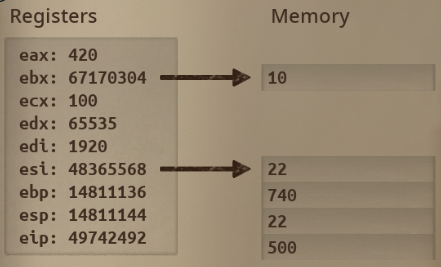 Registers
Memory
eax: 420
ebx: 67170304
10
ecx: 100
edx: 65535
edi: 1920
esi: 48365568
22
ebp: 14811136
740
esp: 14811144
22
eip: 49742492
500